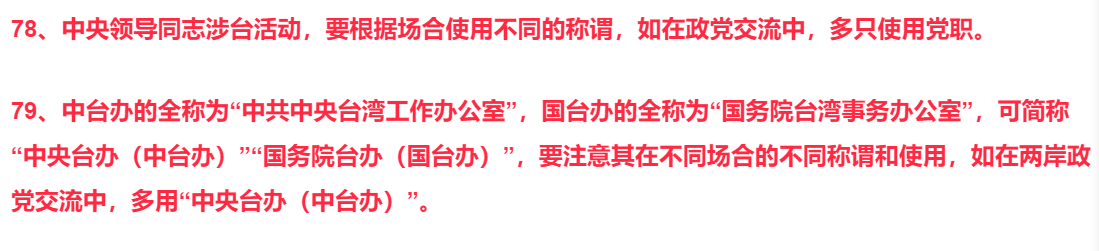 78、中央领导同志涉台活动，要根据场合使用不同的称谓，如在政党交流中，多只使用党职。
79、中台办的全称为“中共中央台湾工作办公室”，国台办的全称为“国务院台湾事务办公室”，可简称
“中央台办（中台办）”“国务院台办（国台办）”，要注意其在不同场合的不同称谓和使用，如在两岸政
党交流中，多用“中央台办（中台办）”。